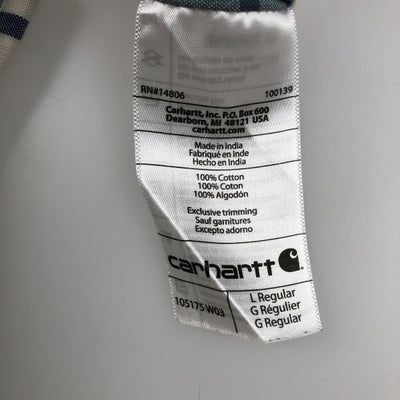 RN#14806 100139
Carhartt, Inc. P.O. Box 600
Dearborn, MI 48121 USA
carhartt.com
Made in India
Fabriqué en Inde
Hecho en India
100% Cotton
100% Coton
100% Algodón
Exclusive trimming
Sauf garnitures
Excepto adorno
carhartt
105175 W03
L Regular
G Régulier
G Regular